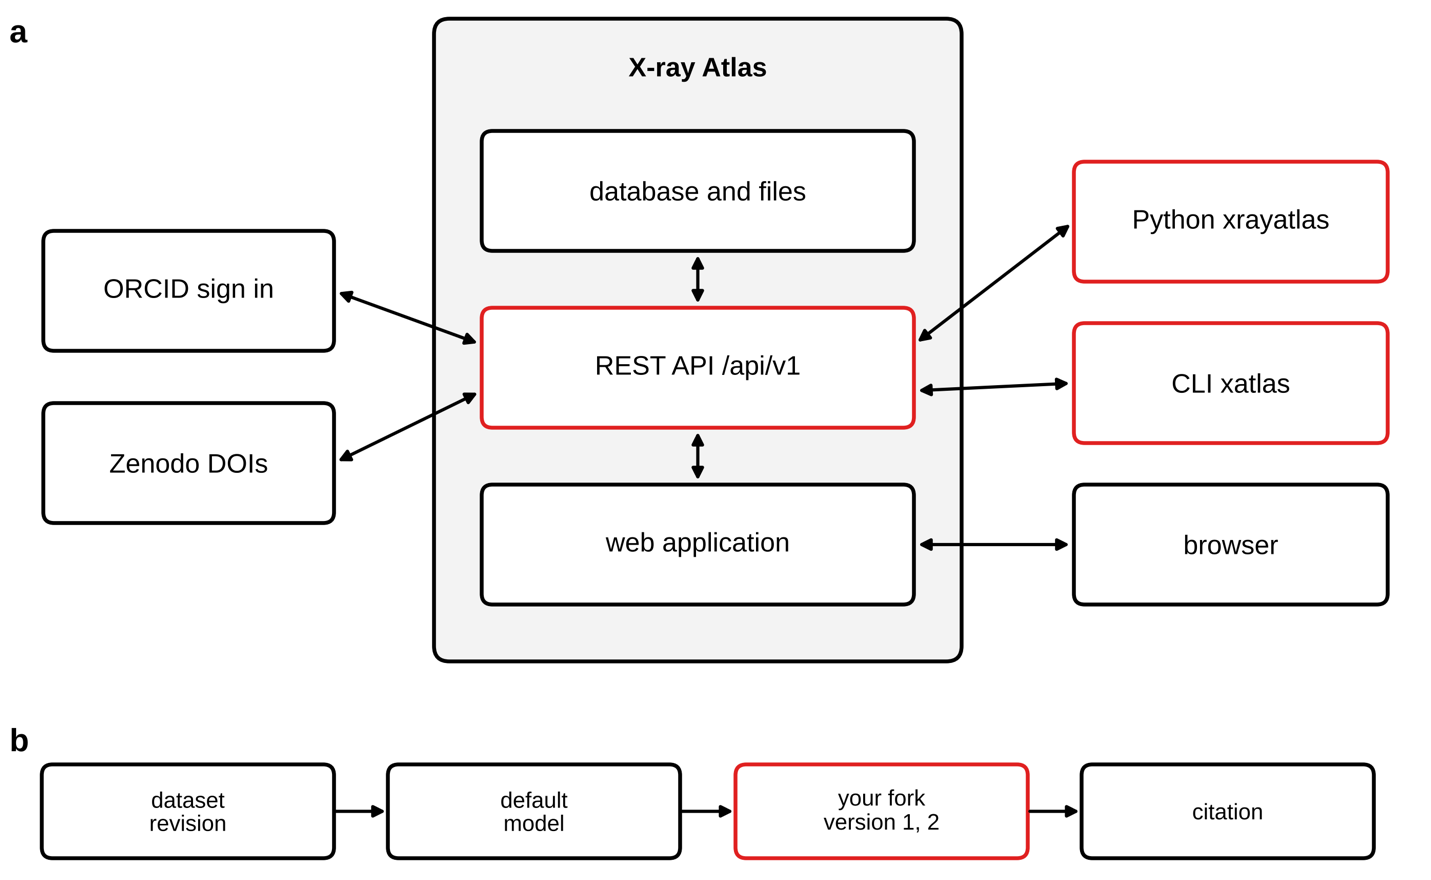 a
X-ray Atlas
database and files
ORCID sign in
Zenodo DOIs
REST API /api/v1
web application
Python xrayatlas
CLI xatlas
browser
b
dataset
revision
default
model
your fork
version 1, 2
citation